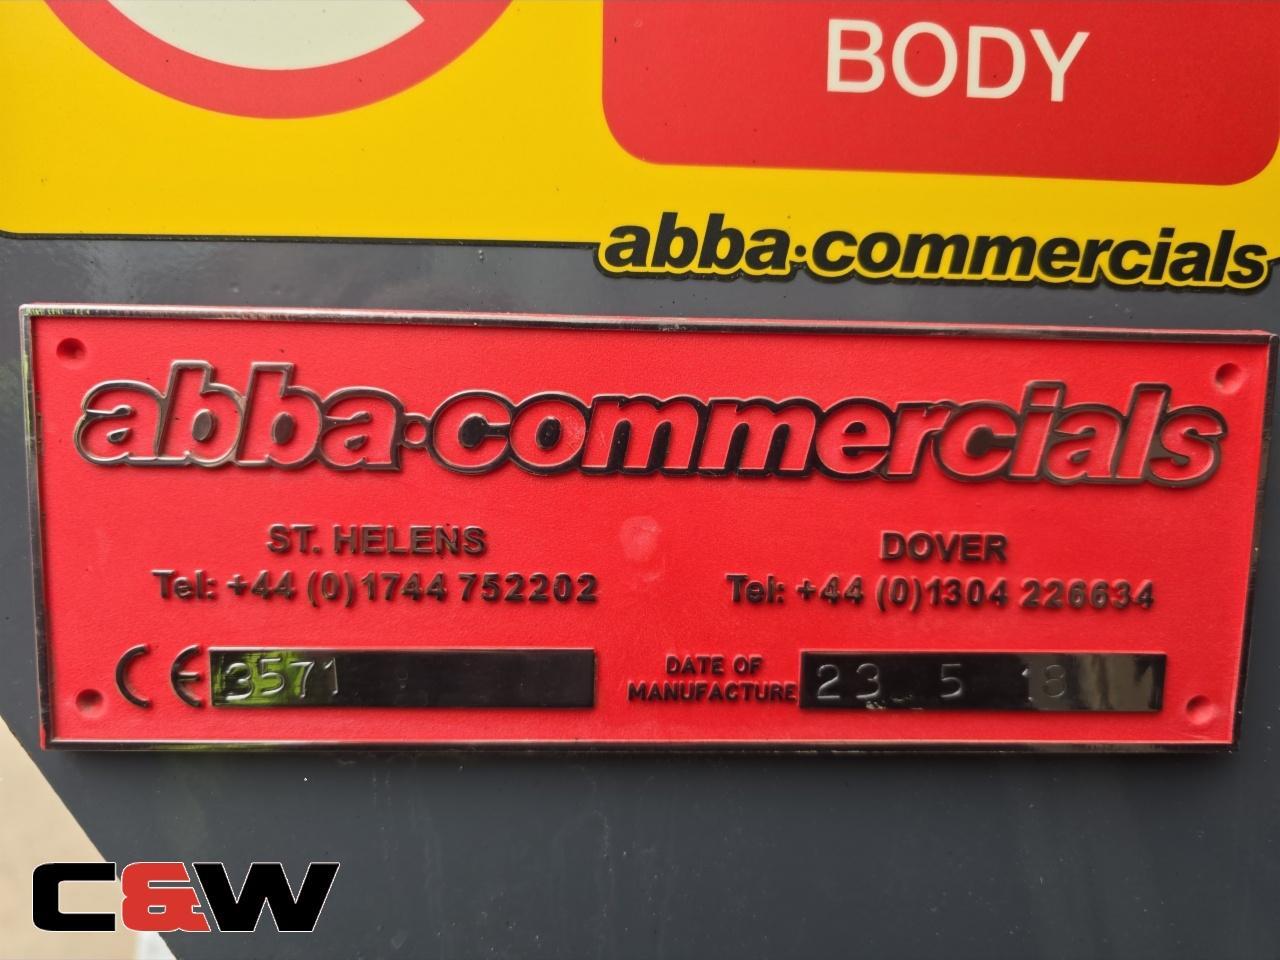 BODY
abba·commercials
abba·commercials
ST. HELENS
Tel: +44 (0)1744 752202
DOVER
Tel: +44 (0)1304 226634
CE 3571
DATE OF
MANUFACTURE 23 5 18
C&W